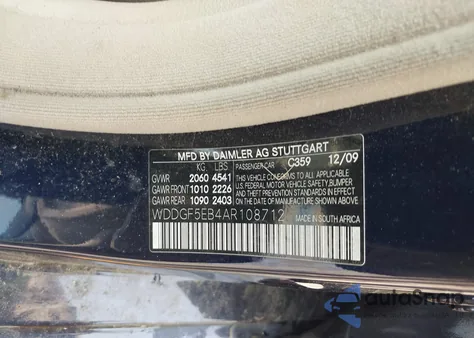 MFD BY DAIMLER AG STUTTGART
KG LBS PASSENGER CAR C359 12/09
GVWR 2060 4541 THIS VEHICLE CONFORMS TO ALL APPLICABLE
GAWR FRONT 1010 2226 U.S. FEDERAL MOTOR VEHICLE SAFETY, BUMPER
GAWR REAR 1090 2403 AND THEFT PREVENTION STANDARDS IN EFFECT
ON THE DATE OF MANUFACTURE SHOWN ABOVE.
WDDGF5EB4AR108712 MADE IN SOUTH AFRICA
autoSnap